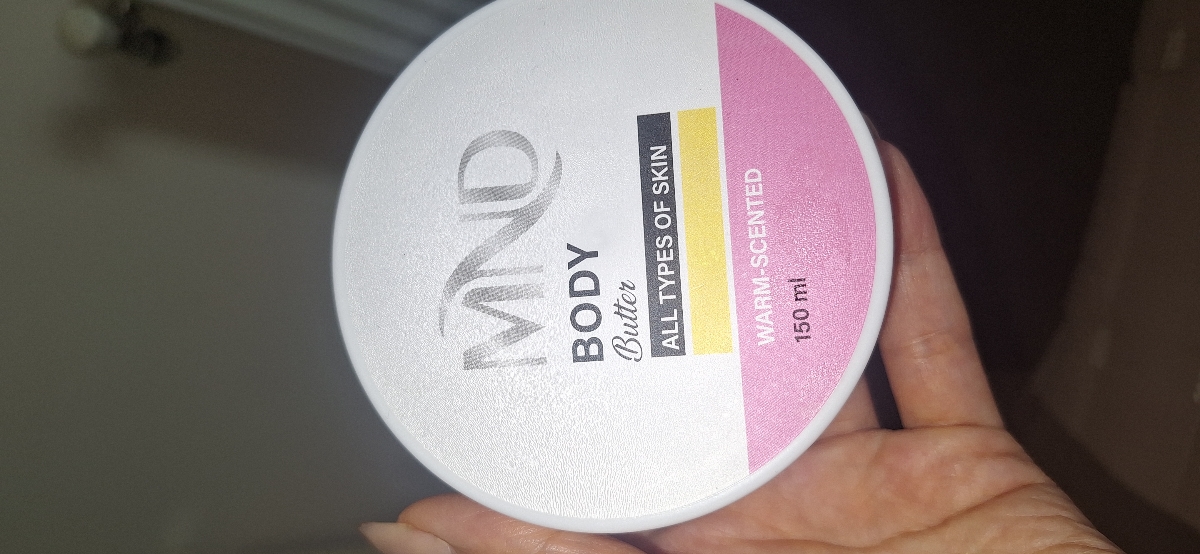 MND
BODY
Butter
ALL TYPES OF SKIN
WARM-SCENTED
150 ml